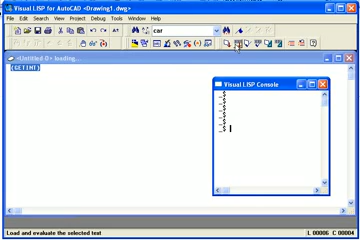 Visual LISP for AutoCAD <Drawing1.dwg>
File Edit Search View Project Debug Tools Window Help
car
<Untitled-0> loading...
(GETINT)
Visual LISP Console
_$
_$
_$
_$
_$
_$
Load and evaluate the selected text
L 00006 C 00004